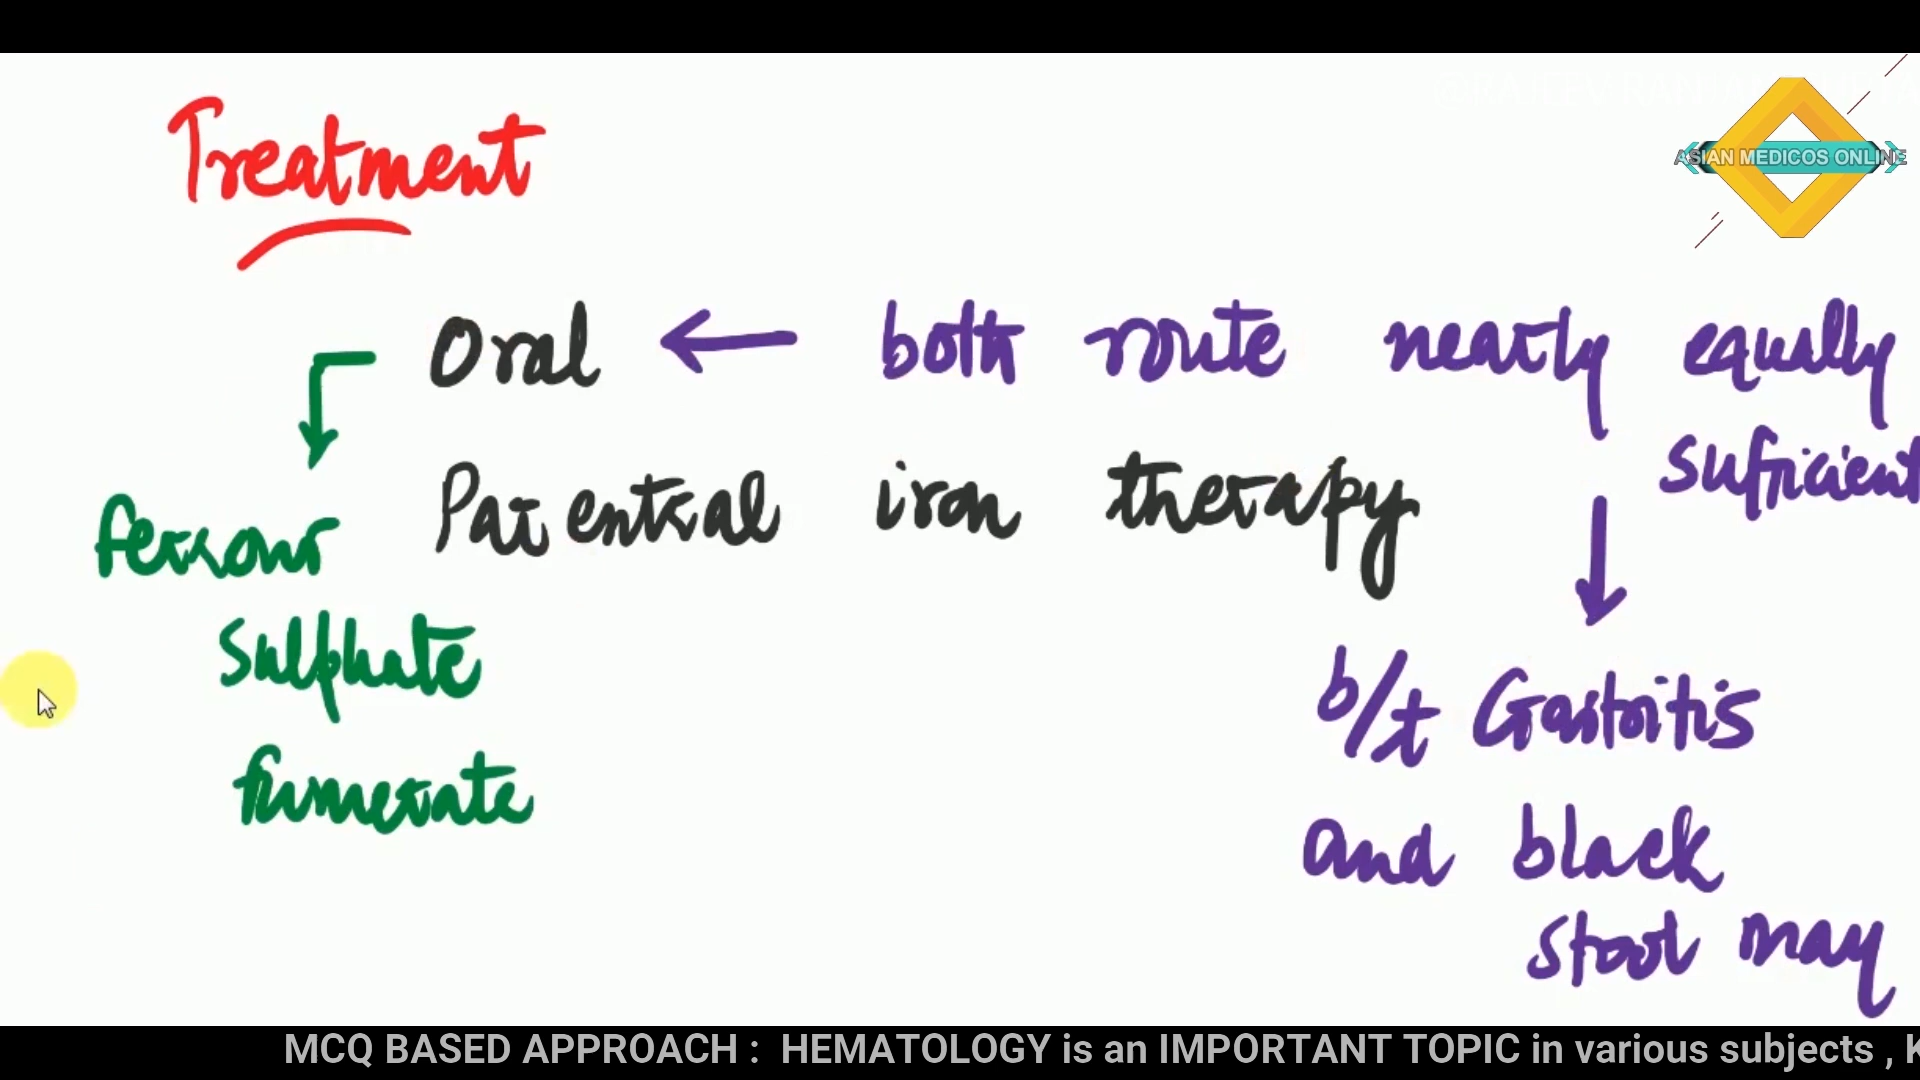 Treatment
ASIAN MEDICOS ONLINE
Oral ← both route nearly equally
suficient
Parentral iron therapy
ferrous
Sulphate
fumerate
b/t Gastritis
and black
stool may
MCQ BASED APPROACH : HEMATOLOGY is an IMPORTANT TOPIC in various subjects , K